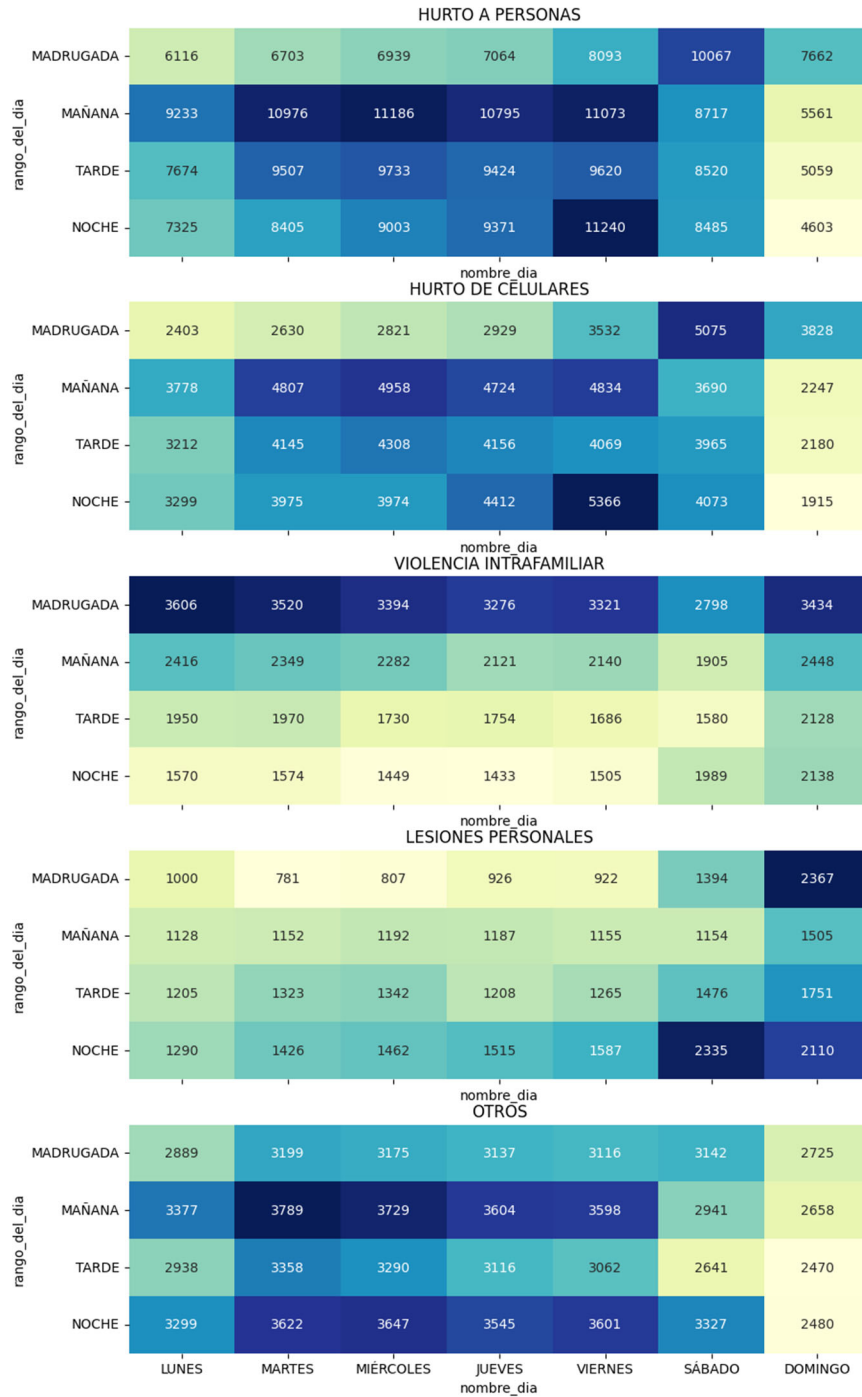 HURTO A PERSONAS
rango_del_dia
MADRUGADA 6116 6703 6939 7064 8093 10067 7662
MAÑANA 9233 10976 11186 10795 11073 8717 5561
TARDE 7674 9507 9733 9424 9620 8520 5059
NOCHE 7325 8405 9003 9371 11240 8485 4603
nombre_dia
HURTO DE CELULARES
rango_del_dia
MADRUGADA 2403 2630 2821 2929 3532 5075 3828
MAÑANA 3778 4807 4958 4724 4834 3690 2247
TARDE 3212 4145 4308 4156 4069 3965 2180
NOCHE 3299 3975 3974 4412 5366 4073 1915
nombre_dia
VIOLENCIA INTRAFAMILIAR
rango_del_dia
MADRUGADA 3606 3520 3394 3276 3321 2798 3434
MAÑANA 2416 2349 2282 2121 2140 1905 2448
TARDE 1950 1970 1730 1754 1686 1580 2128
NOCHE 1570 1574 1449 1433 1505 1989 2138
nombre_dia
LESIONES PERSONALES
rango_del_dia
MADRUGADA 1000 781 807 926 922 1394 2367
MAÑANA 1128 1152 1192 1187 1155 1154 1505
TARDE 1205 1323 1342 1208 1265 1476 1751
NOCHE 1290 1426 1462 1515 1587 2335 2110
nombre_dia
OTROS
rango_del_dia
MADRUGADA 2889 3199 3175 3137 3116 3142 2725
MAÑANA 3377 3789 3729 3604 3598 2941 2658
TARDE 2938 3358 3290 3116 3062 2641 2470
NOCHE 3299 3622 3647 3545 3601 3327 2480
LUNES MARTES MIÉRCOLES JUEVES VIERNES SÁBADO DOMINGO
nombre_dia